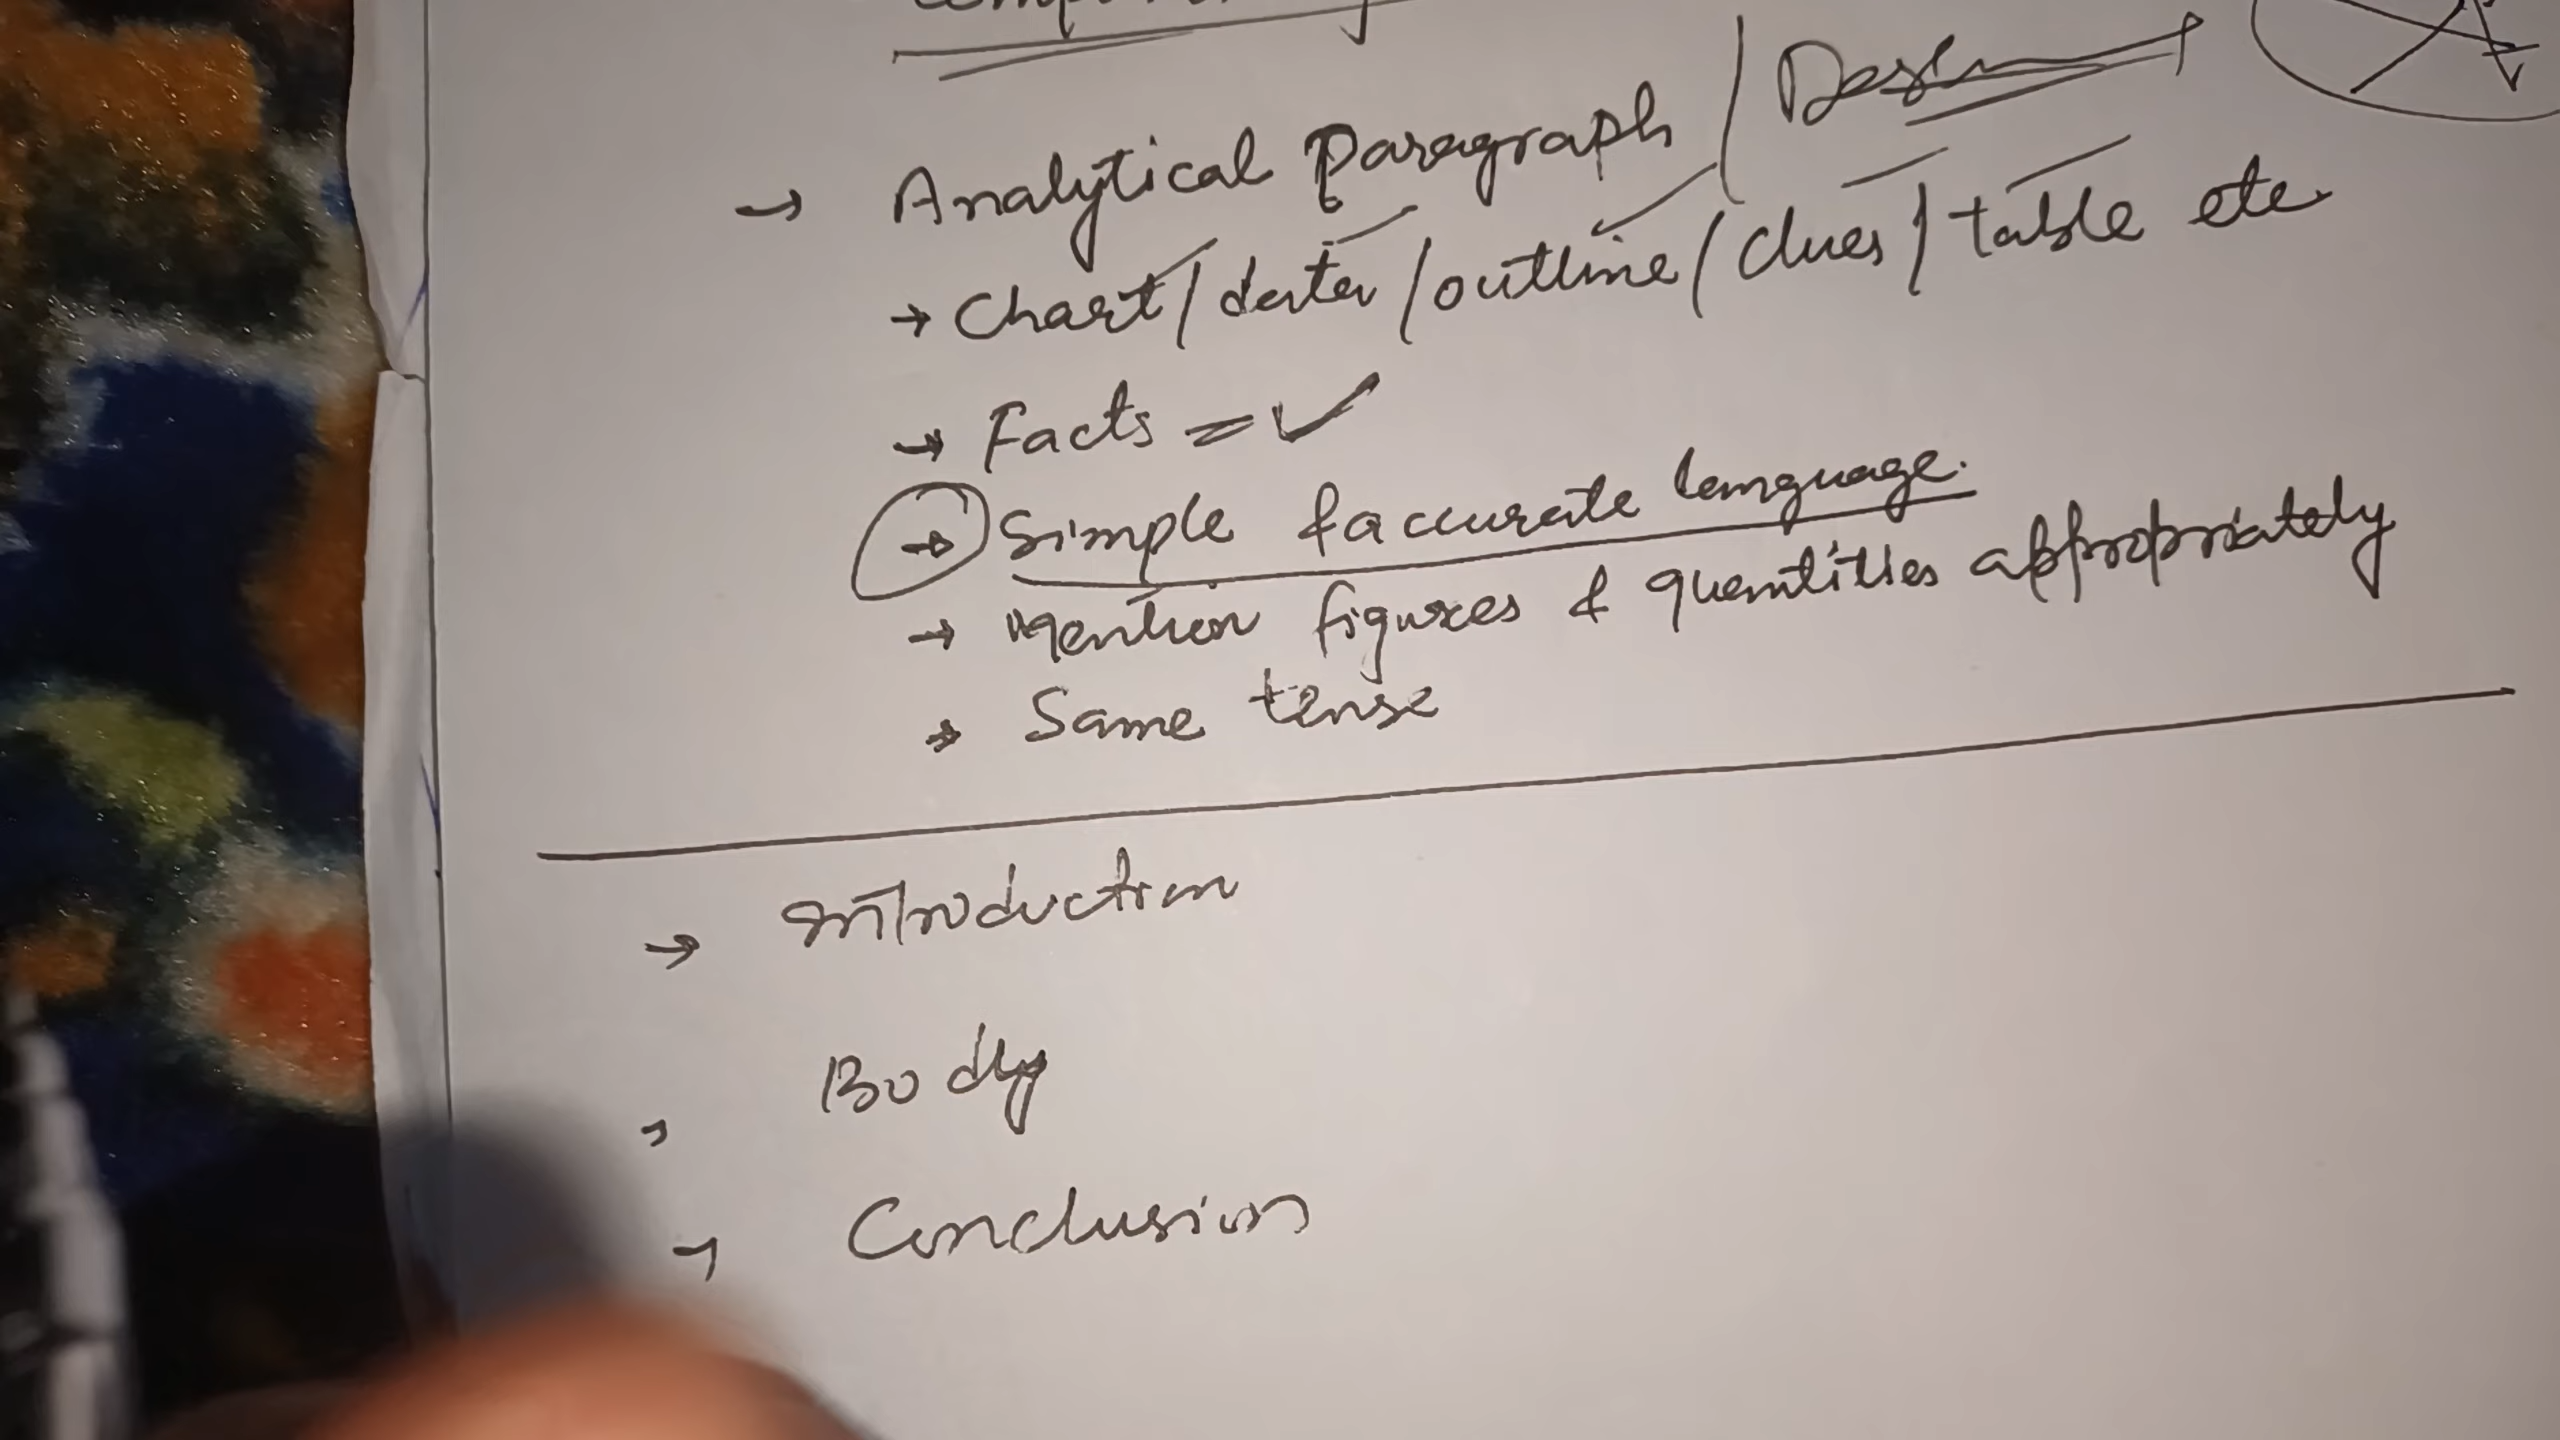 → Analytical Paragraph /
→ Chart / data / outline / clues / table etc
→ Facts = ✓
→ Simple & accurate language.
→ Mention figures & quantities appropriately
→ Same tense
→ Introduction
Body
Conclusion